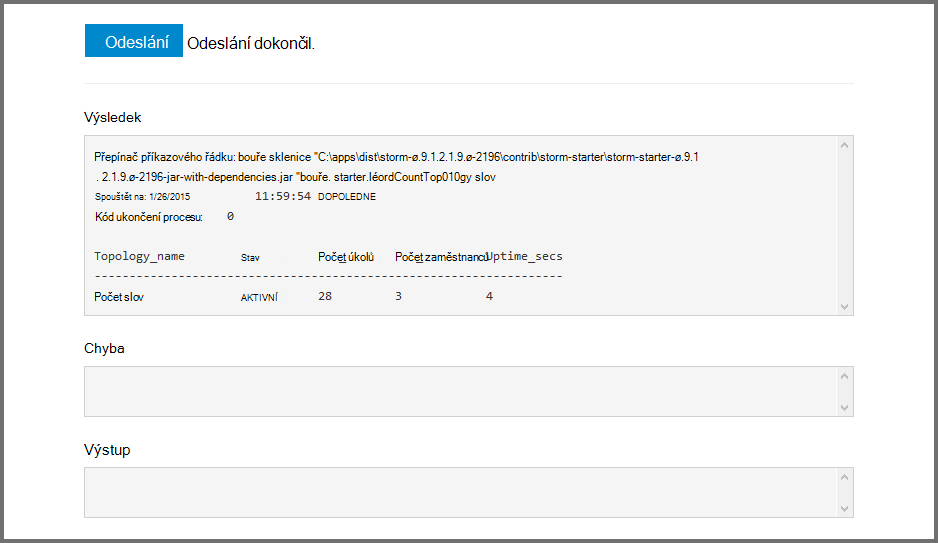 Odeslání Odeslání dokončil.
Výsledek
Přepínač příkazového řádku: bouře sklenice "C:\apps\dist\storm-ø.9.1.2.1.9.ø-2196\contrib\storm-starter\storm-starter-ø.9.1
. 2.1.9.ø-2196-jar-with-dependencies.jar "bouře. starter.léordCountTop010gy slov
Spouštět na: 1/26/2015 11:59:54 DOPOLEDNE
Kód ukončení procesu: 0
Topology_name Stav Počet úkolů Počet zaměstnanců Uptime_secs
-------------------------------------------------------------------
Počet slov AKTIVNÍ 28 3 4
Chyba
Výstup